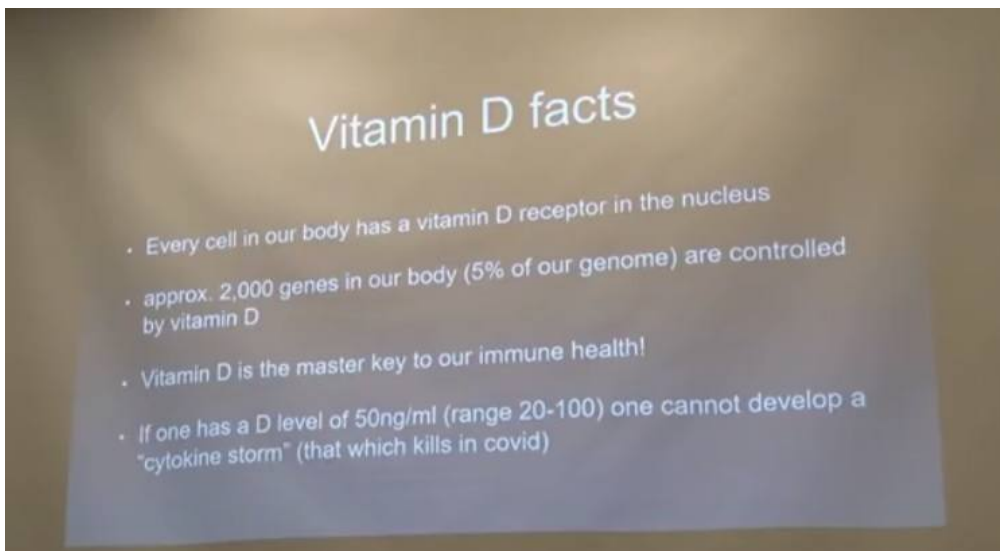 Vitamin D facts
· Every cell in our body has a vitamin D receptor in the nucleus
· approx. 2,000 genes in our body (5% of our genome) are controlled
by vitamin D
· Vitamin D is the master key to our immune health!
· If one has a D level of 50ng/ml (range 20-100) one cannot develop a
"cytokine storm" (that which kills in covid)